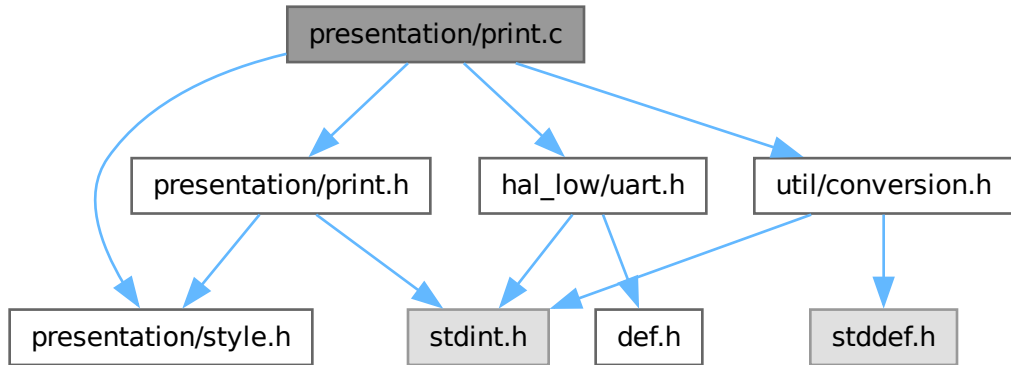 presentation/print.c
presentation/print.h
hal_low/uart.h
util/conversion.h
presentation/style.h
stdint.h
def.h
stddef.h